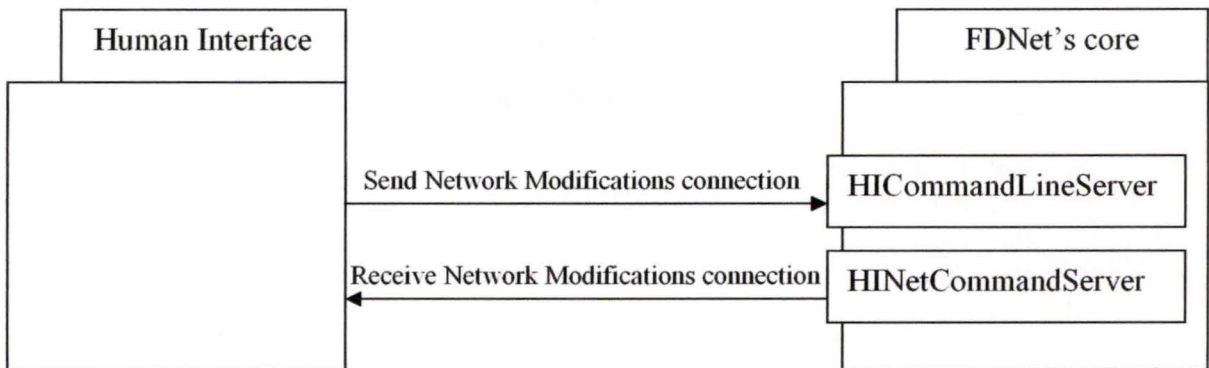 Human Interface
FDNet's core
Send Network Modifications connection
HICommandLineServer
Receive Network Modifications connection
HINetCommandServer